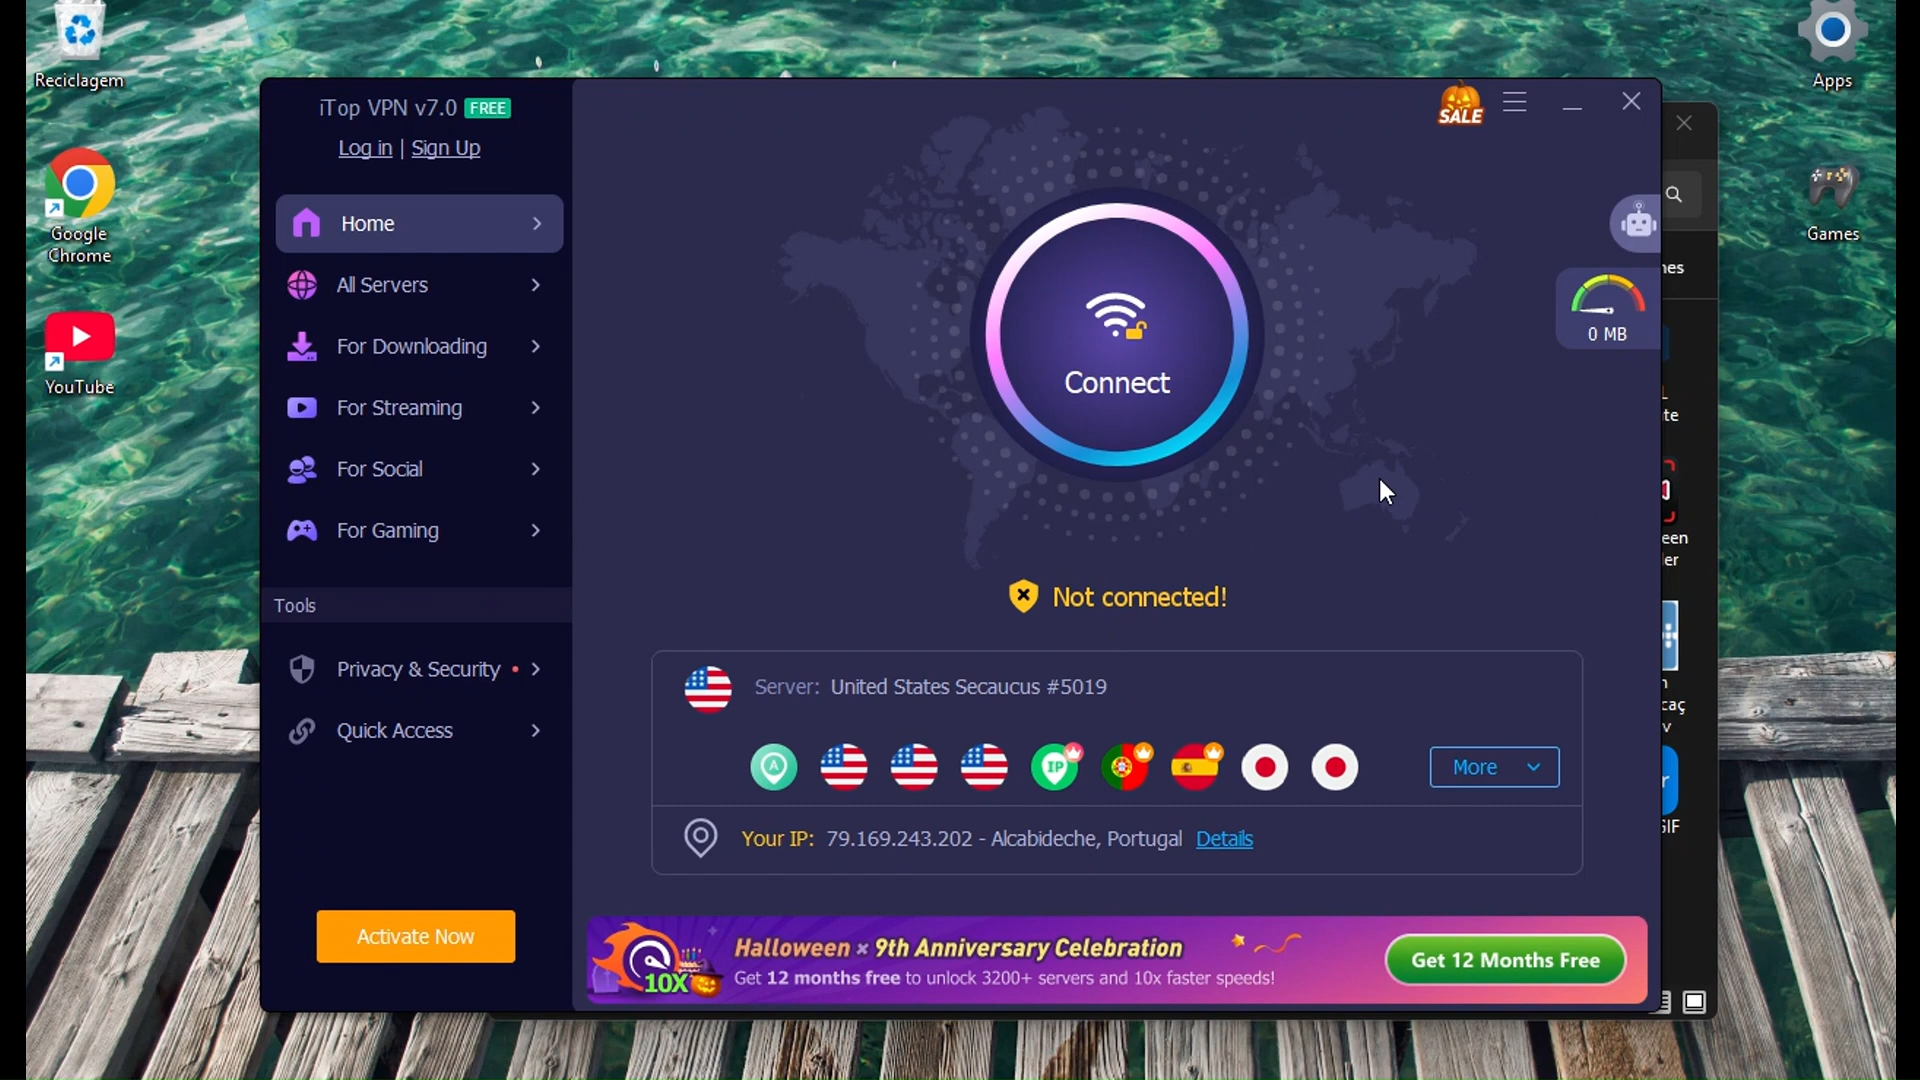 Reciclagem
Google
Chrome
YouTube
Apps
Games
iTop VPN v7.0 FREE
Log in | Sign Up
Home
All Servers
For Downloading
For Streaming
For Social
For Gaming
Tools
Privacy & Security
Quick Access
Activate Now
SALE
0 MB
Connect
Not connected!
Server: United States Secaucus #5019
A
IP
More
Your IP: 79.169.243.202 - Alcabideche, Portugal Details
10X
Halloween × 9th Anniversary Celebration
Get 12 months free to unlock 3200+ servers and 10x faster speeds!
Get 12 Months Free